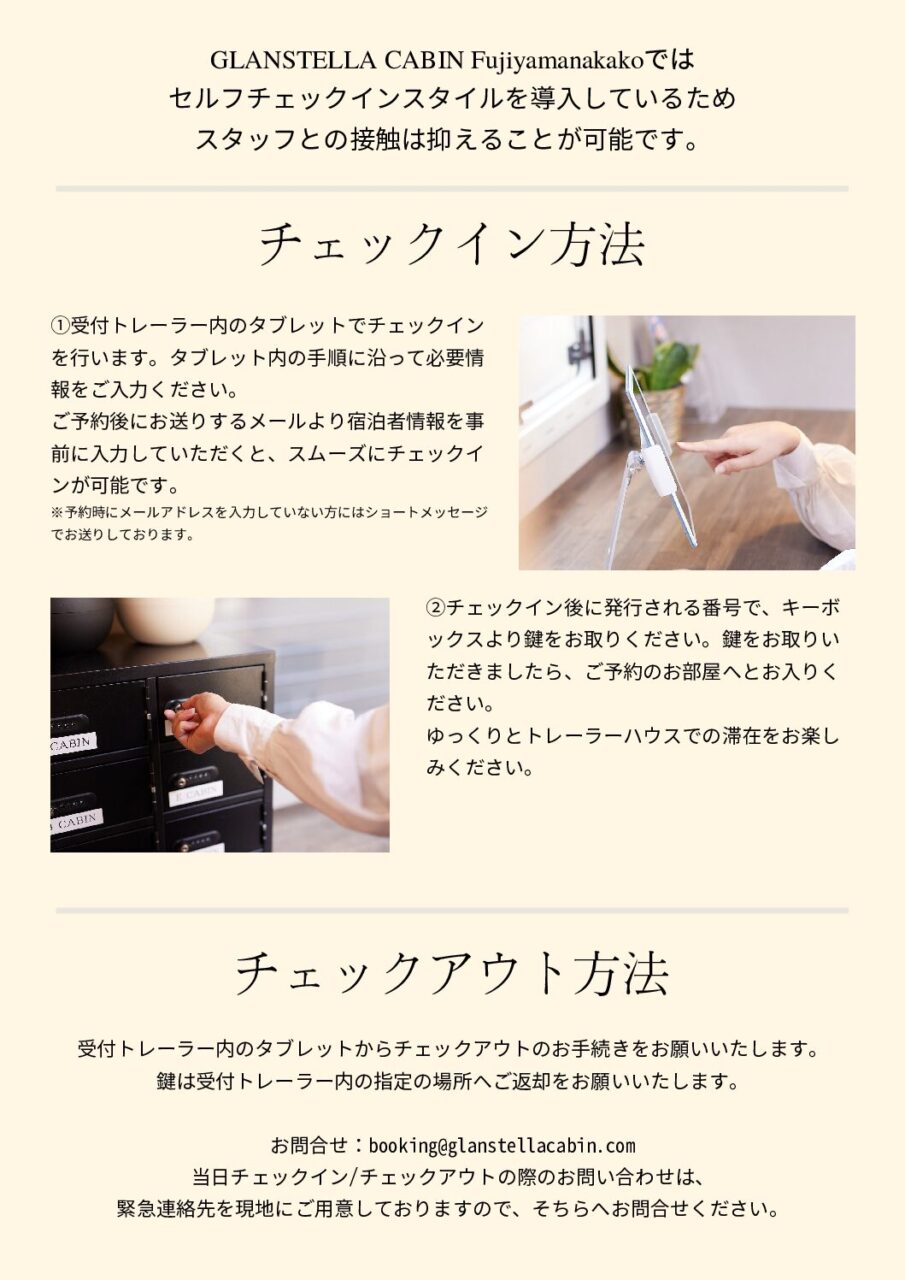 GLANSTELLA CABIN Fujiyamanakakoでは
セルフチェックインスタイルを導入しているため
スタッフとの接触は抑えることが可能です。
チェックイン方法
①受付トレーラー内のタブレットでチェックイン
を行います。タブレット内の手順に沿って必要情
報をご入力ください。
ご予約後にお送りするメールより宿泊者情報を事
前に入力していただくと、スムーズにチェックイ
ンが可能です。
※予約時にメールアドレスを入力していない方にはショートメッセージ
でお送りしております。
CABIN
CABIN
E CABIN
②チェックイン後に発行される番号で、キーボ
ックスより鍵をお取りください。鍵をお取りい
ただきましたら、ご予約のお部屋へとお入りく
ださい。
ゆっくりとトレーラーハウスでの滞在をお楽し
みください。
チェックアウト方法
受付トレーラー内のタブレットからチェックアウトのお手続きをお願いいたします。
鍵は受付トレーラー内の指定の場所へご返却をお願いいたします。
お問合せ：booking@glanstellacabin.com
当日チェックイン/チェックアウトの際のお問い合わせは、
緊急連絡先を現地にご用意しておりますので、そちらへお問合せください。